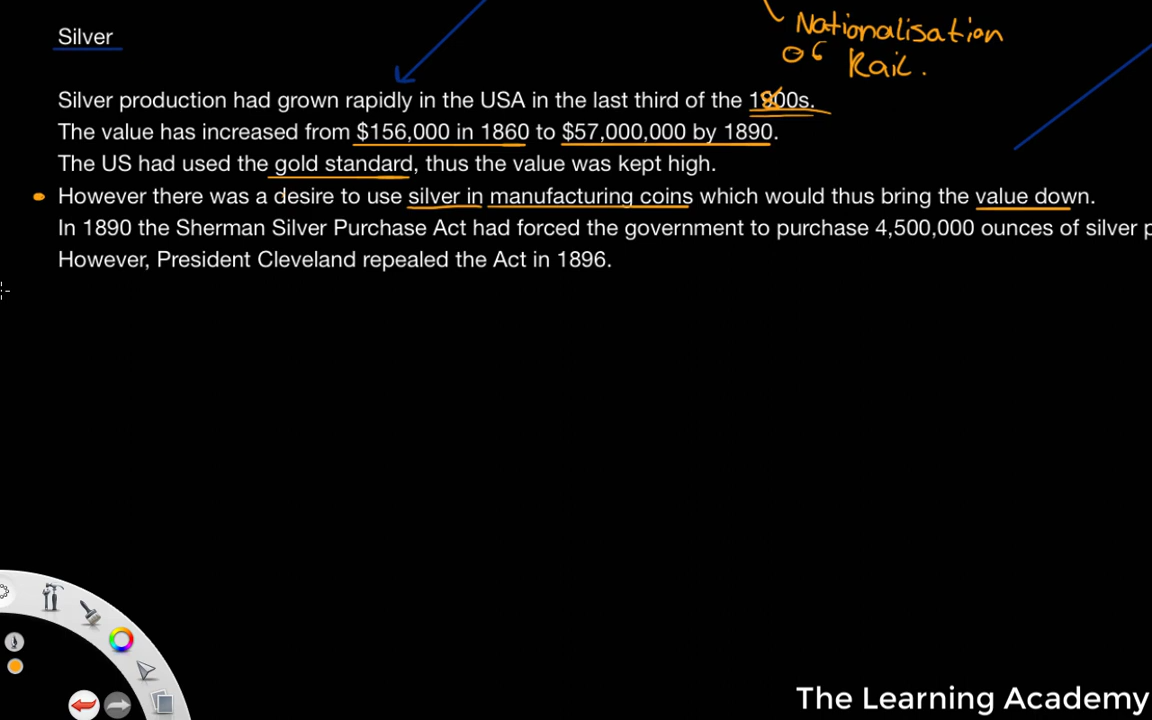 Nationalisation
Silver
Of Rail.
Silver production had grown rapidly in the USA in the last third of the 1800s.
The value has increased from $156,000 in 1860 to $57,000,000 by 1890.
The US had used the gold standard, thus the value was kept high.
However there was a desire to use silver in manufacturing coins which would thus bring the value down.
In 1890 the Sherman Silver Purchase Act had forced the government to purchase 4,500,000 ounces of silver
However, President Cleveland repealed the Act in 1896.
The Learning Academy